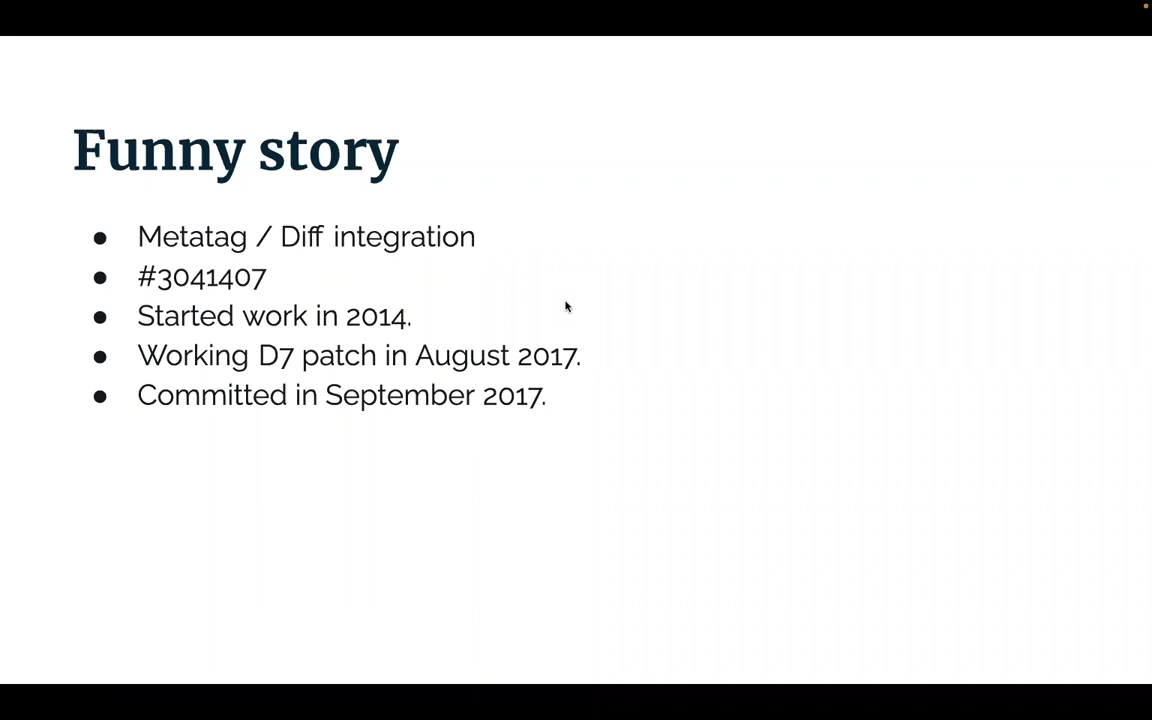 Funny story
● Metatag / Diff integration
● #3041407
● Started work in 2014.
● Working D7 patch in August 2017.
● Committed in September 2017.